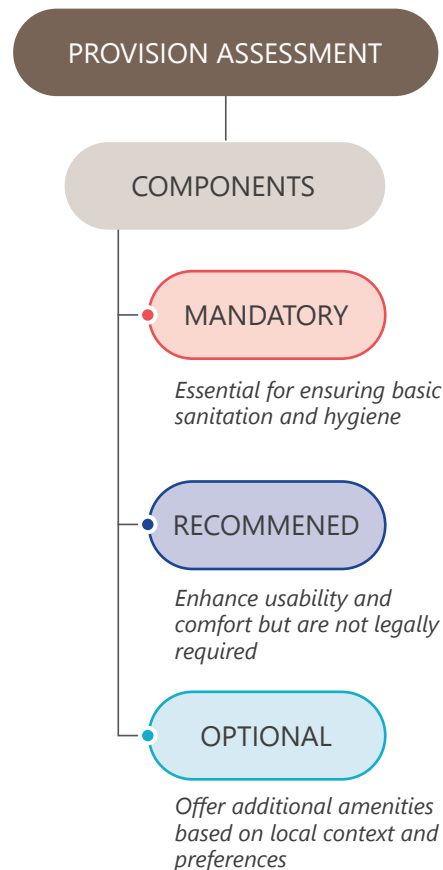 PROVISION ASSESSMENT
COMPONENTS
MANDATORY
Essential for ensuring basic
sanitation and hygiene
RECOMMENED
Enhance usability and
comfort but are not legally
required
OPTIONAL
Offer additional amenities
based on local context and
preferences